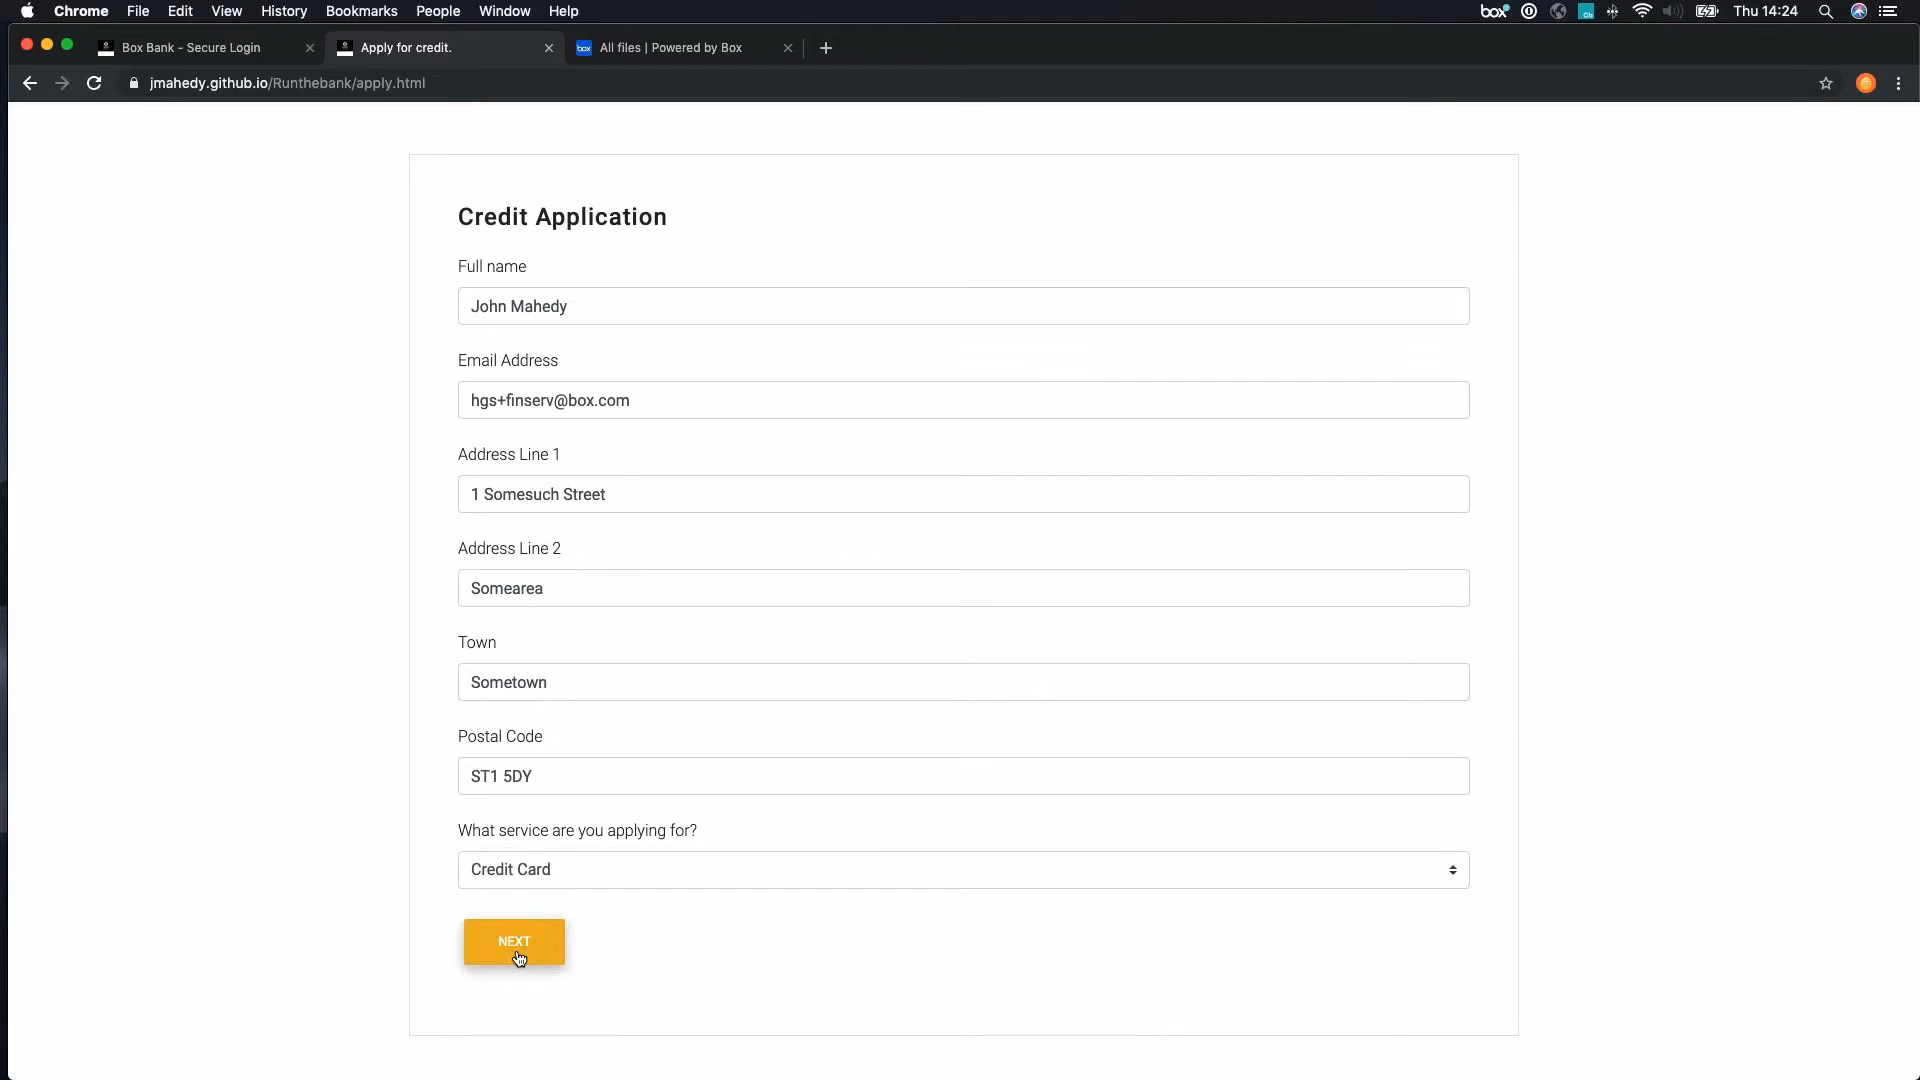 Chrome File Edit View History Bookmarks People Window Help box Thu 14:24
Box Bank - Secure Login Apply for credit. box All files | Powered by Box
jmahedy.github.io/Runthebank/apply.html
Credit Application
Full name
John Mahedy
Email Address
hgs+finserv@box.com
Address Line 1
1 Somesuch Street
Address Line 2
Somearea
Town
Sometown
Postal Code
ST1 5DY
What service are you applying for?
Credit Card
NEXT